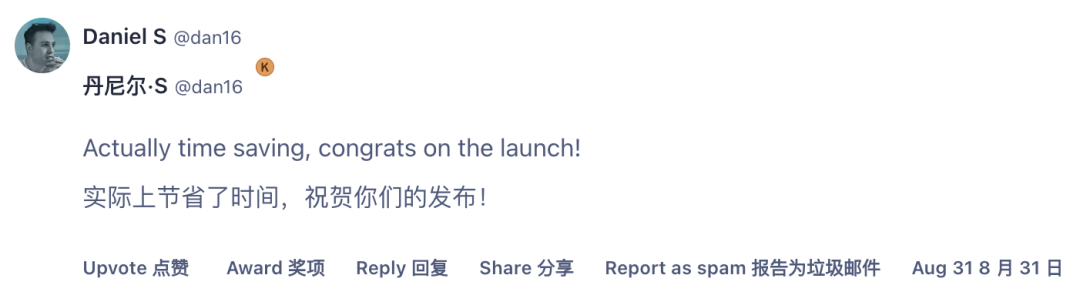 Daniel S @dan16
K
丹尼尔·S @dan16
Actually time saving, congrats on the launch!
实际上节省了时间，祝贺你们的发布！
Upvote 点赞 Award 奖项 Reply 回复 Share 分享 Report as spam 报告为垃圾邮件 Aug 31 8 月 31 日